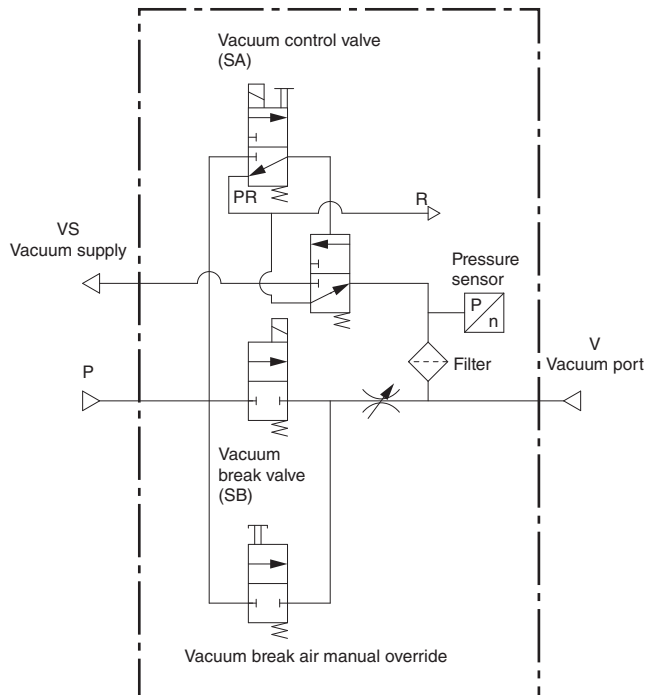 Vacuum control valve
(SA)
PR
R
VS
Vacuum supply
Pressure
sensor
P
n
V
Vacuum port
P
Filter
Vacuum
break valve
(SB)
Vacuum break air manual override